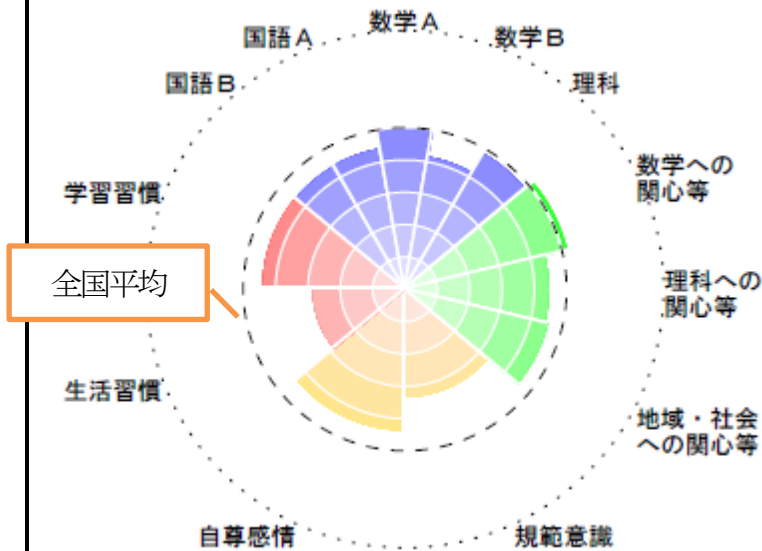 数学A
国語A
数学B
国語B
理科
学習習慣
数学への
関心等
全国平均
理科への
関心等
生活習慣
地域・社会
への関心等
自尊感情
規範意識